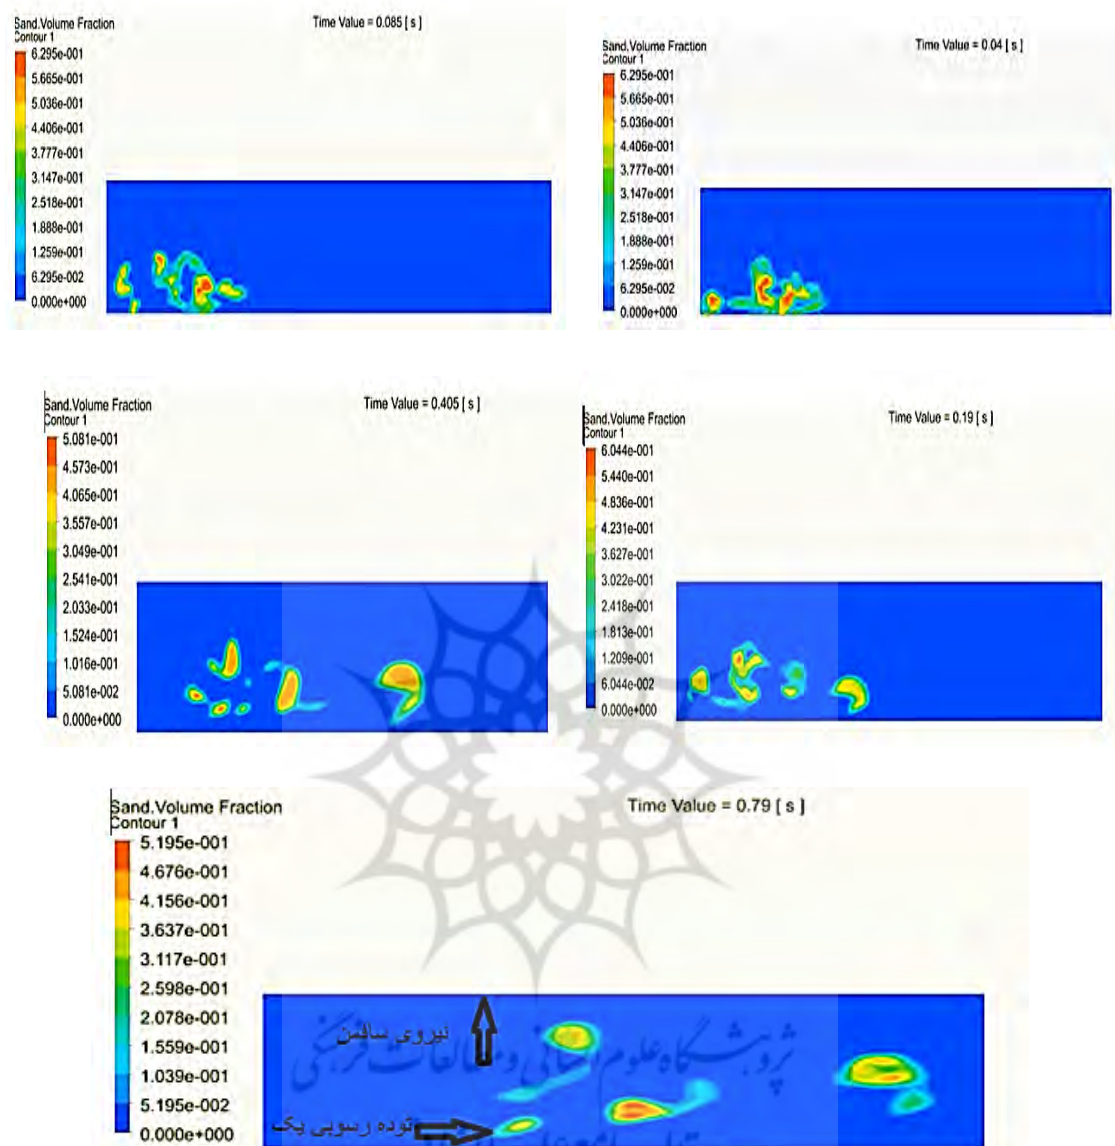 Sand.Volume Fraction
Contour 1
Time Value = 0.085 [ s ]
6.295e-001
5.665e-001
5.036e-001
4.406e-001
3.777e-001
3.147e-001
2.518e-001
1.888e-001
1.259e-001
6.295e-002
0.000e+000
Sand.Volume Fraction
Contour 1
Time Value = 0.04 [ s ]
6.295e-001
5.665e-001
5.036e-001
4.406e-001
3.777e-001
3.147e-001
2.518e-001
1.888e-001
1.259e-001
6.295e-002
0.000e+000
Sand.Volume Fraction
Contour 1
Time Value = 0.405 [ s ]
5.081e-001
4.573e-001
4.065e-001
3.557e-001
3.049e-001
2.541e-001
2.033e-001
1.524e-001
1.016e-001
5.081e-002
0.000e+000
Sand.Volume Fraction
Contour 1
Time Value = 0.19 [ s ]
6.044e-001
5.440e-001
4.836e-001
4.231e-001
3.627e-001
3.022e-001
2.418e-001
1.813e-001
1.209e-001
6.044e-002
0.000e+000
Sand.Volume Fraction
Contour 1
Time Value = 0.79 [ s ]
5.195e-001
4.676e-001
4.156e-001
3.637e-001
3.117e-001
2.598e-001
2.078e-001
1.559e-001
1.039e-001
5.195e-002
0.000e+000
نیروی سافمن
پژوهشگاه علوم انسانی و مطالعات فرهنگی
توده رسوبی یک